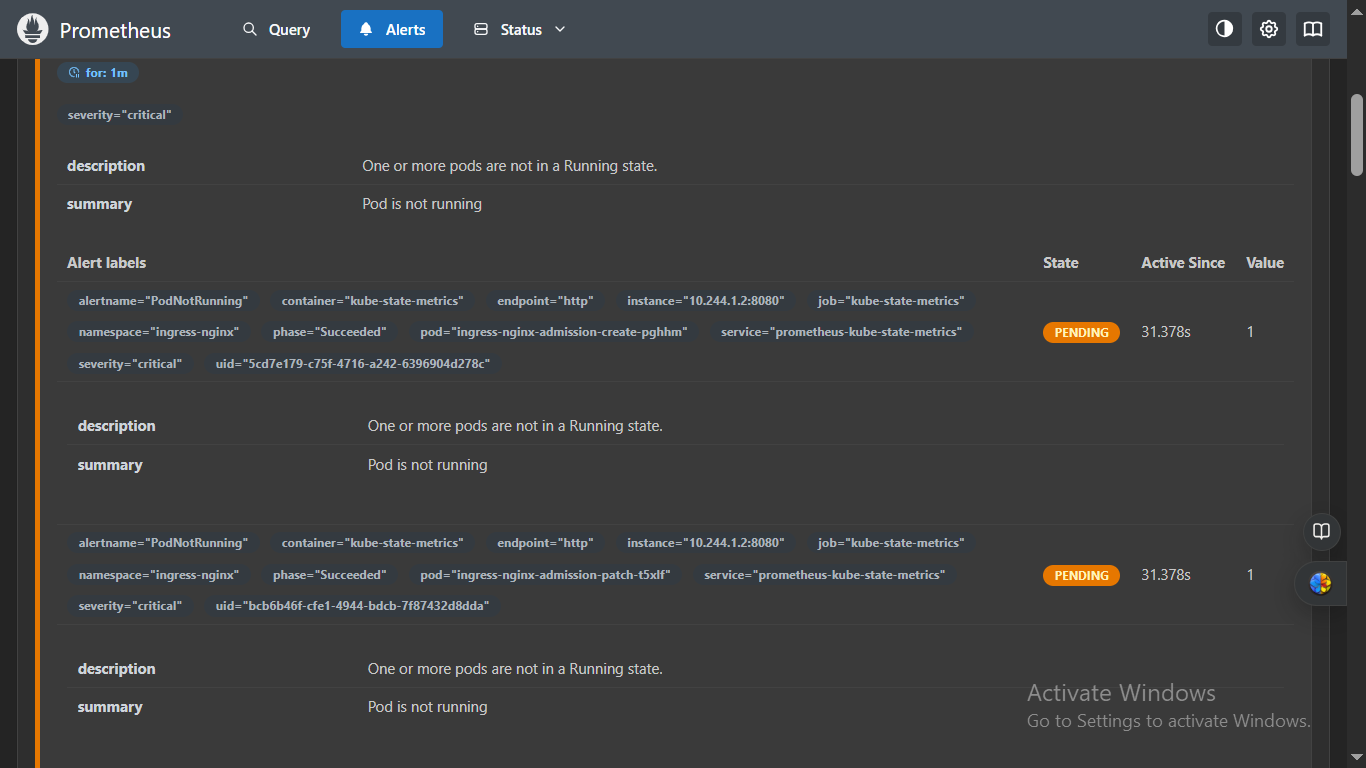 Prometheus Query Alerts Status
for: 1m
severity="critical"
description One or more pods are not in a Running state.
summary Pod is not running
Alert labels State Active Since Value
alertname="PodNotRunning" container="kube-state-metrics" endpoint="http" instance="10.244.1.2:8080" job="kube-state-metrics"
namespace="ingress-nginx" phase="Succeeded" pod="ingress-nginx-admission-create-pghhm" service="prometheus-kube-state-metrics" PENDING 31.378s 1
severity="critical" uid="5cd7e179-c75f-4716-a242-6396904d278c"
description One or more pods are not in a Running state.
summary Pod is not running
alertname="PodNotRunning" container="kube-state-metrics" endpoint="http" instance="10.244.1.2:8080" job="kube-state-metrics"
namespace="ingress-nginx" phase="Succeeded" pod="ingress-nginx-admission-patch-t5xlf" service="prometheus-kube-state-metrics" PENDING 31.378s 1
severity="critical" uid="bcb6b46f-cfe1-4944-bdcb-7f87432d8dda"
description One or more pods are not in a Running state.
summary Pod is not running
Activate Windows
Go to Settings to activate Windows.